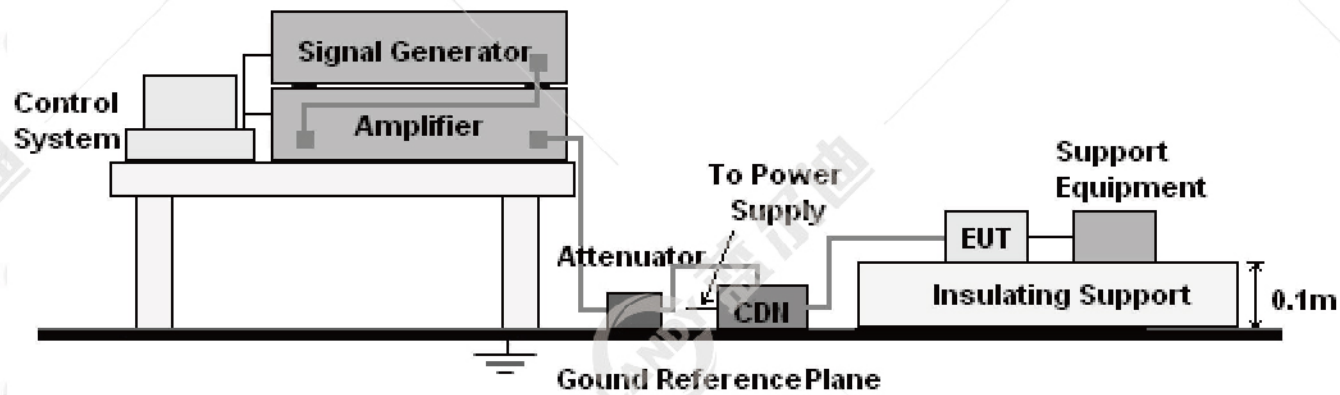 Signal Generator
Control
System
Amplifier
To Power
Supply
Support
Equipment
EUT
Attenuator
CDN
Insulating Support
0.1m
Gound Reference Plane